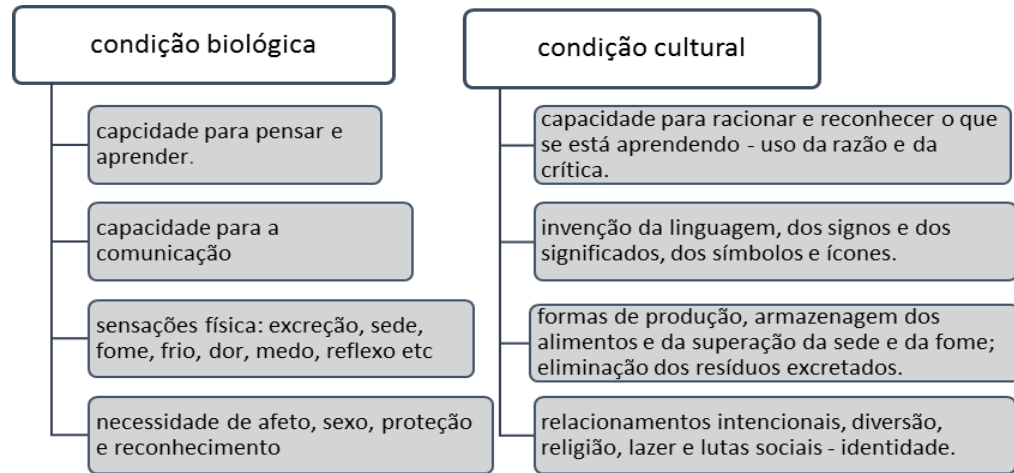 condição biológica
capcidade para pensar e
aprender.
capacidade para a
comunicação
sensações física: excreção, sede,
fome, frio, dor, medo, reflexo etc
necessidade de afeto, sexo, proteção
e reconhecimento
condição cultural
capacidade para racionar e reconhecer o que
se está aprendendo - uso da razão e da
crítica.
invenção da linguagem, dos signos e dos
significados, dos símbolos e ícones.
formas de produção, armazenagem dos
alimentos e da superação da sede e da fome;
eliminação dos resíduos excretados.
relacionamentos intencionais, diversão,
religião, lazer e lutas sociais - identidade.